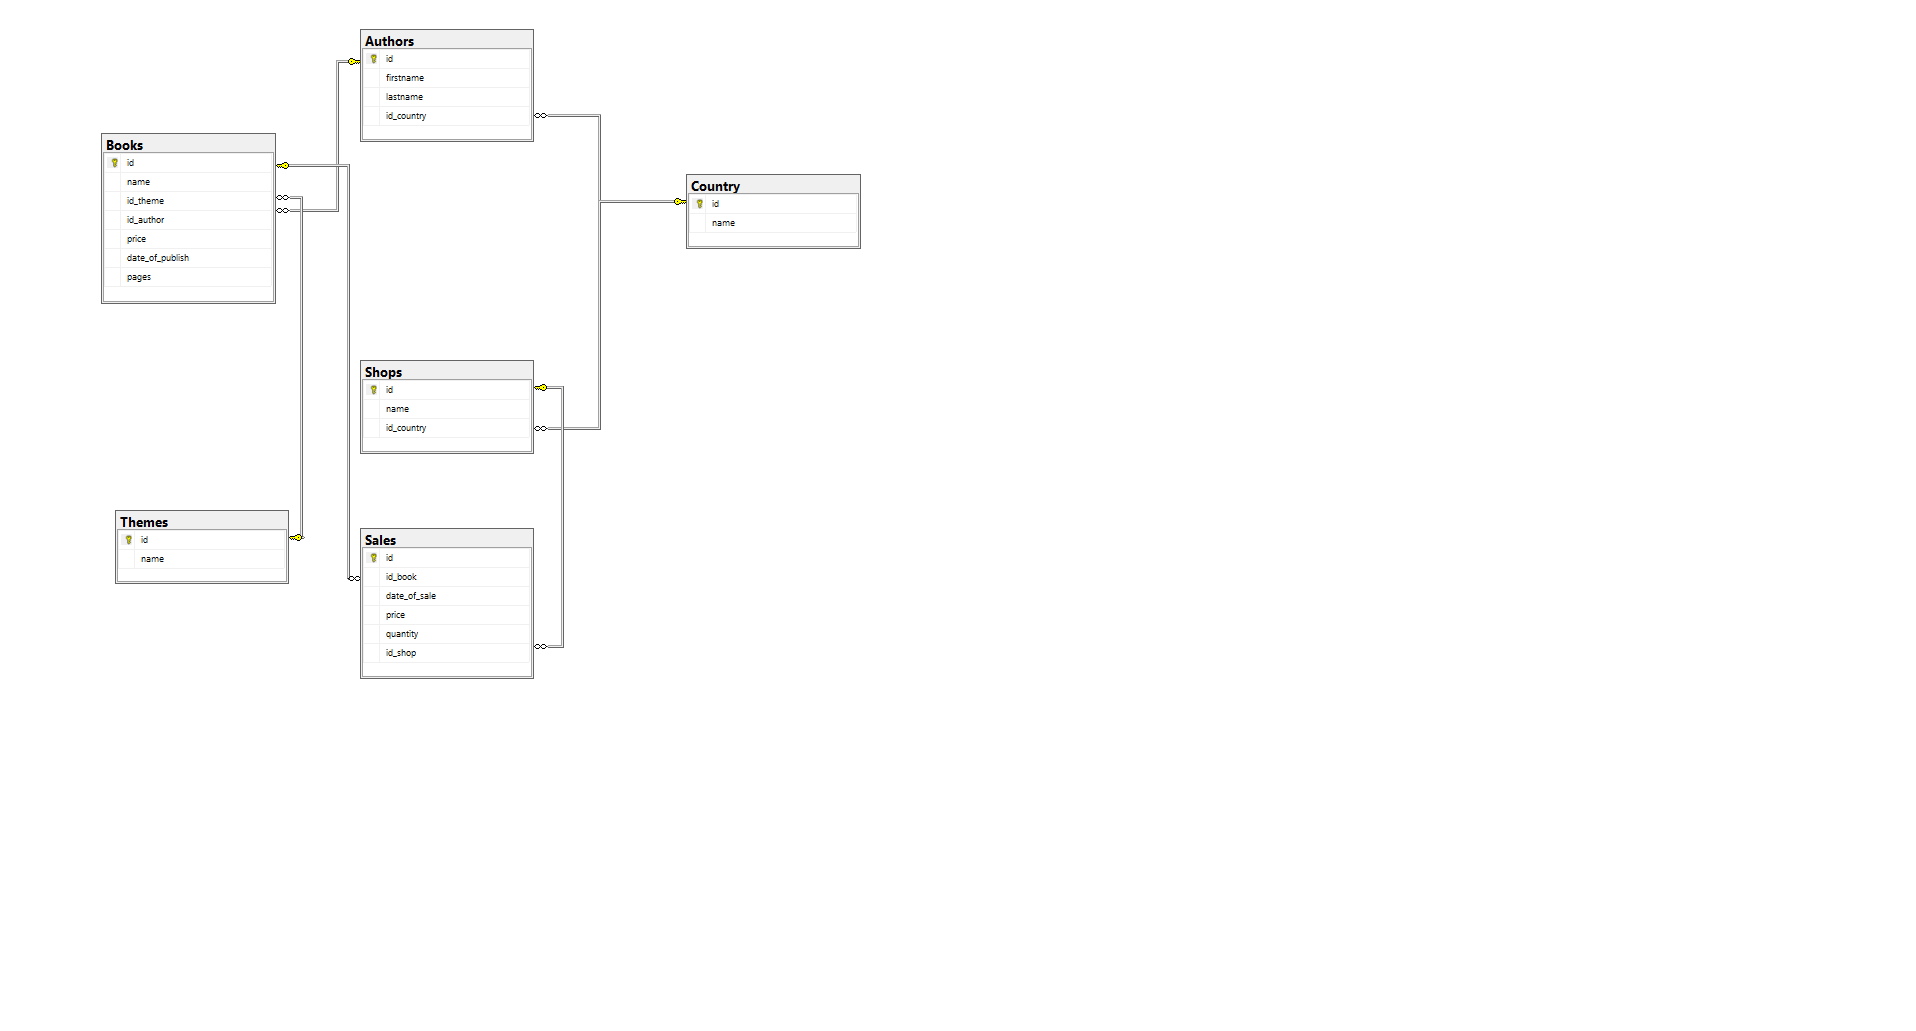 Authors
id
firstname
lastname
id_country
Books
id
name
id_theme
id_author
price
date_of_publish
pages
Country
id
name
Shops
id
name
id_country
Themes
id
name
Sales
id
id_book
date_of_sale
price
quantity
id_shop